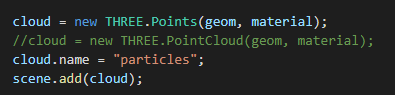 cloud = new THREE.Points(geom, material);
//cloud = new THREE.PointCloud(geom, material);
cloud.name = "particles";
scene.add(cloud);